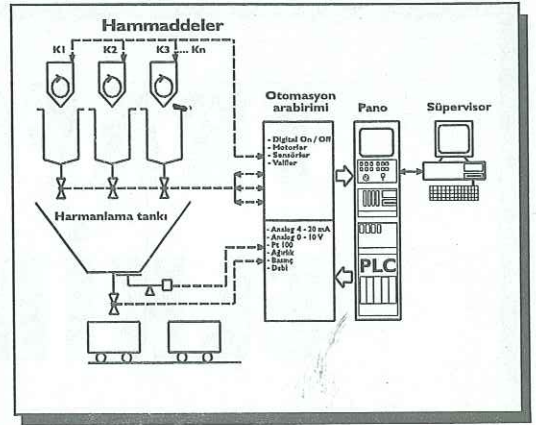 Hammaddeler
K1 K2 K3 .... Kn
Otomasyon
arabirimi
Pano
Süpervisor
- Digital On / Off
- Motorlar
- Sensörler
- Valfler
Harmanlama tankı
- Analog 4 - 20 mA
- Analog 0 - 10 V
- Pt 100
- Ağırlık
- Basınç
- Debi
PLC